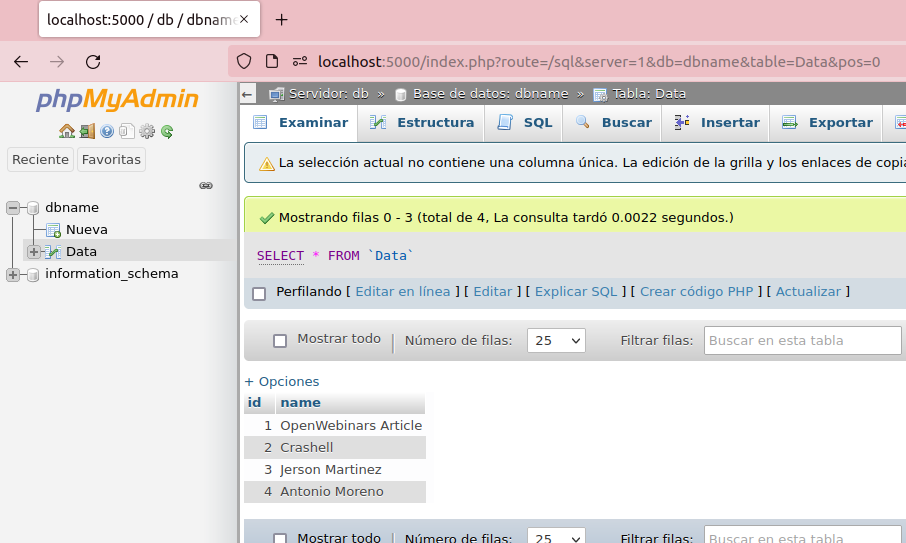 localhost:5000 / db / dbname
localhost:5000/index.php?route=/sql&server=1&db=dbname&table=Data&pos=0
phpMyAdmin
Reciente Favoritas
dbname
Nueva
Data
information_schema
Servidor: db » Base de datos: dbname » Tabla: Data
Examinar Estructura SQL Buscar Insertar Exportar
La selección actual no contiene una columna única. La edición de la grilla y los enlaces de copia
Mostrando filas 0 - 3 (total de 4, La consulta tardó 0.0022 segundos.)
SELECT * FROM `Data`
Perfilando [ Editar en línea ] [ Editar ] [ Explicar SQL ] [ Crear código PHP ] [ Actualizar ]
Mostrar todo | Número de filas: 25 Filtrar filas: Buscar en esta tabla
+ Opciones
id name
1 OpenWebinars Article
2 Crashell
3 Jerson Martinez
4 Antonio Moreno
Mostrar todo | Número de filas: 25 Filtrar filas: Buscar en esta tabla